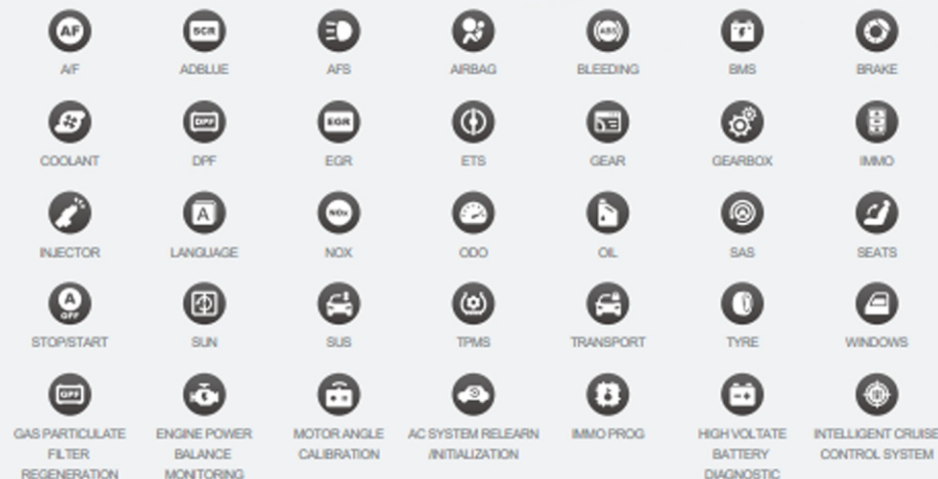 AF SCR ABS
A/F ADBLUE AFS AIRBAG BLEEDING BMS BRAKE
DPF EGR
COOLANT DPF EGR ETS GEAR GEARBOX IMMO
A NOx
INJECTOR LANGUAGE NOX ODO OIL SAS SEATS
A
OFF
STOP/START SUN SUS TPMS TRANSPORT TYRE WINDOWS
GPF
GAS PARTICULATE ENGINE POWER MOTOR ANGLE AC SYSTEM RELEARN IMMO PROG HIGH VOLTATE INTELLIGENT CRUISE
FILTER BALANCE CALIBRATION /INITIALIZATION BATTERY CONTROL SYSTEM
REGENERATION MONITORING DIAGNOSTIC